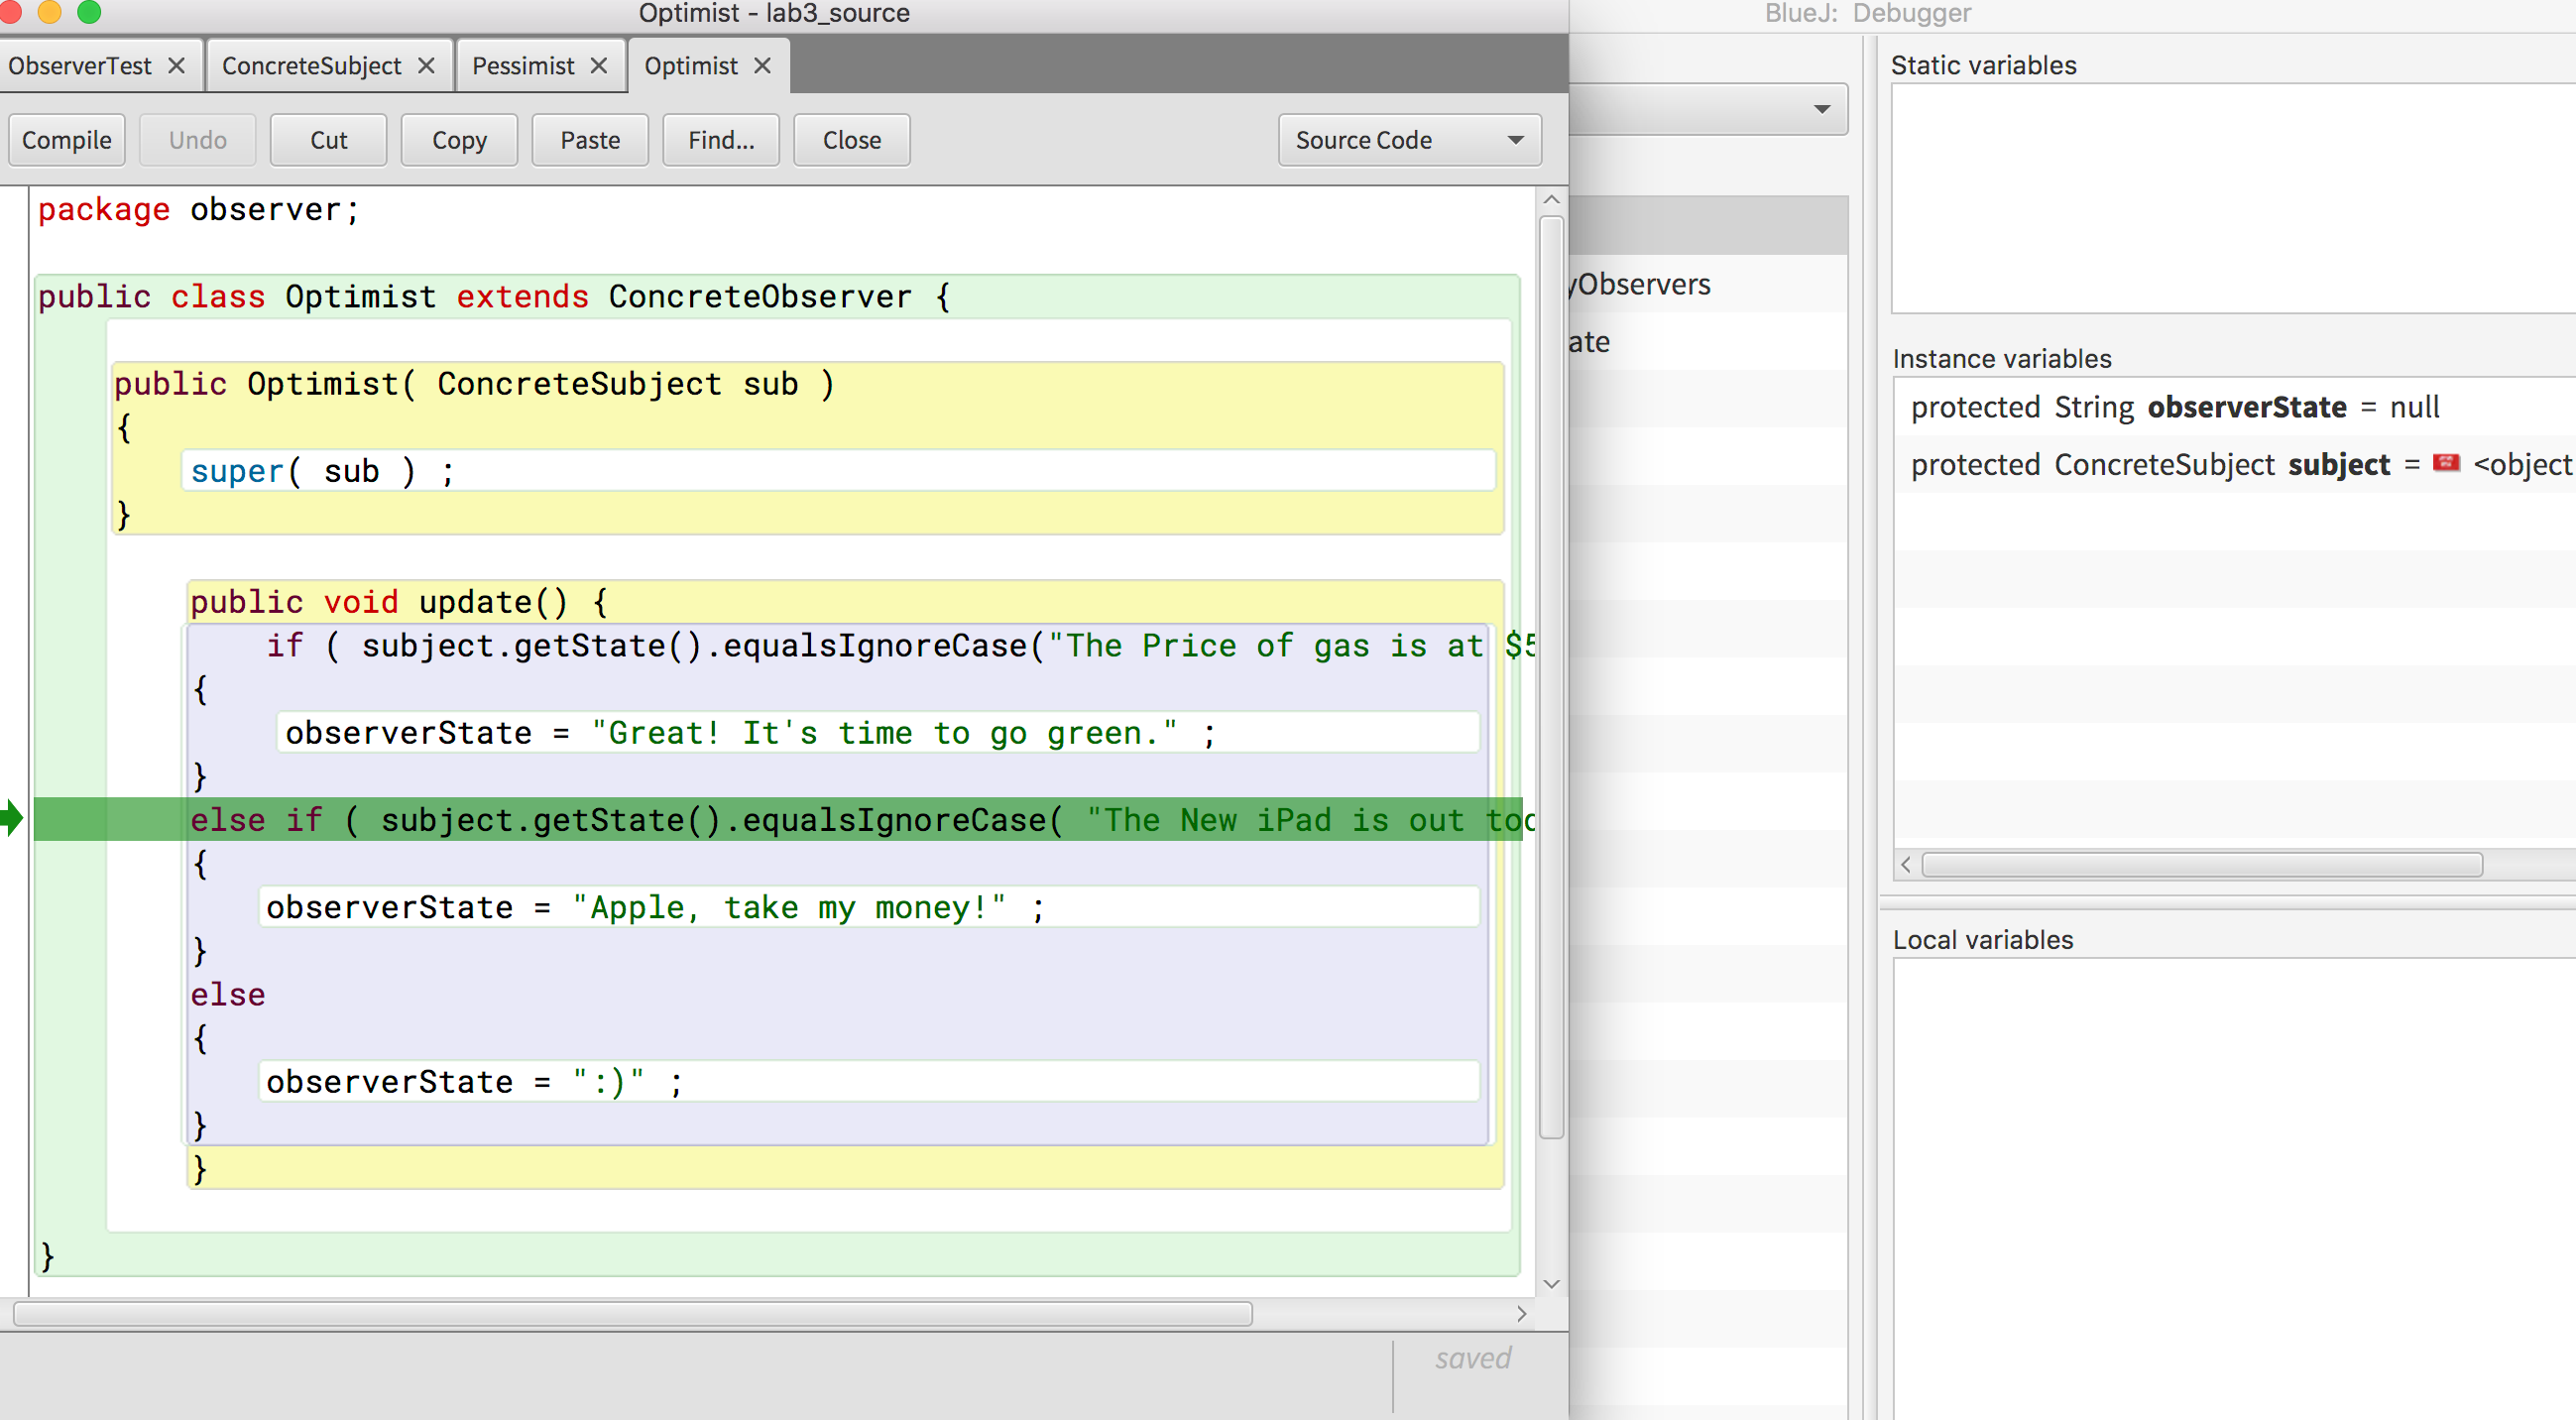 Optimist - lab3_source
BlueJ: Debugger
ObserverTest
ConcreteSubject
Pessimist
Optimist
Compile
Undo
Cut
Copy
Paste
Find...
Close
Source Code
package observer;
public class Optimist extends ConcreteObserver {
public Optimist( ConcreteSubject sub )
{
super( sub ) ;
}
public void update() {
if ( subject.getState().equalsIgnoreCase("The Price of gas is at $5
{
observerState = "Great! It's time to go green." ;
}
else if ( subject.getState().equalsIgnoreCase( "The New iPad is out
{
observerState = "Apple, take my money!" ;
}
else
{
observerState = ":)" ;
}
}
}
saved
yObservers
ate
Static variables
Instance variables
protected String observerState = null
protected ConcreteSubject subject = <object
Local variables